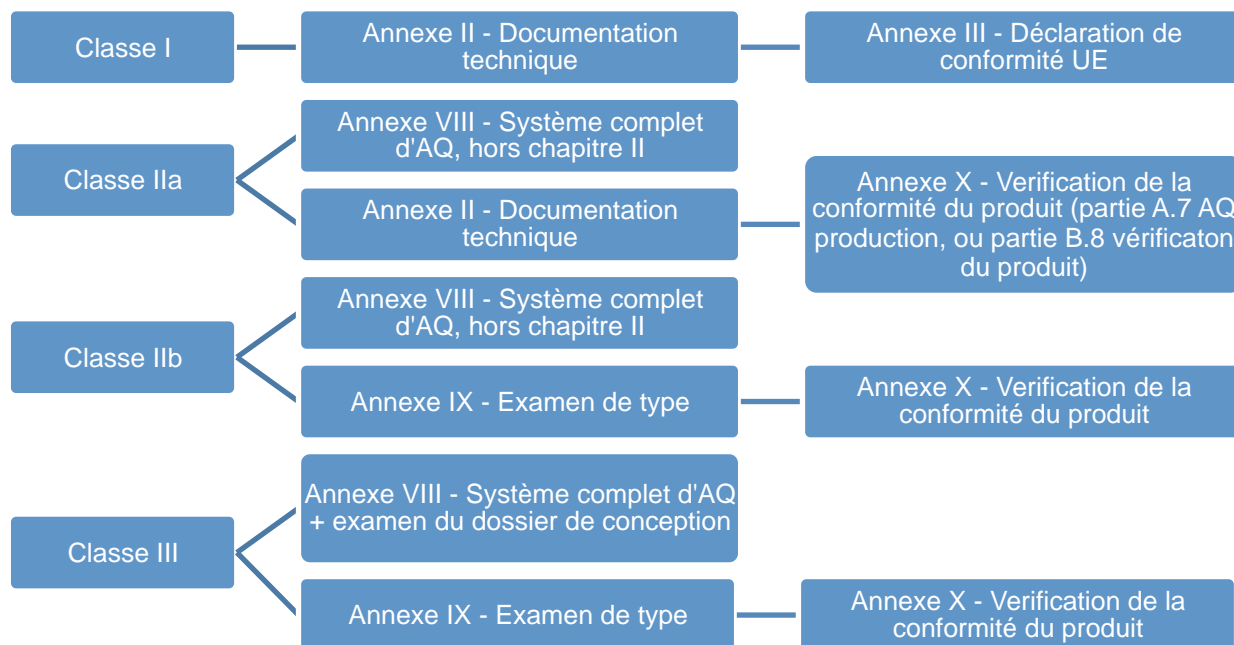 Classe I
Annexe II - Documentation
technique
Annexe III - Déclaration de
conformité UE
Classe IIa
Annexe VIII - Système complet
d'AQ, hors chapitre II
Annexe II - Documentation
technique
Annexe X - Verification de la
conformité du produit (partie A.7 AQ
production, ou partie B.8 vérificaton
du produit)
Classe IIb
Annexe VIII - Système complet
d'AQ, hors chapitre II
Annexe IX - Examen de type
Annexe X - Verification de la
conformité du produit
Classe III
Annexe VIII - Système complet d'AQ
+ examen du dossier de conception
Annexe IX - Examen de type
Annexe X - Verification de la
conformité du produit